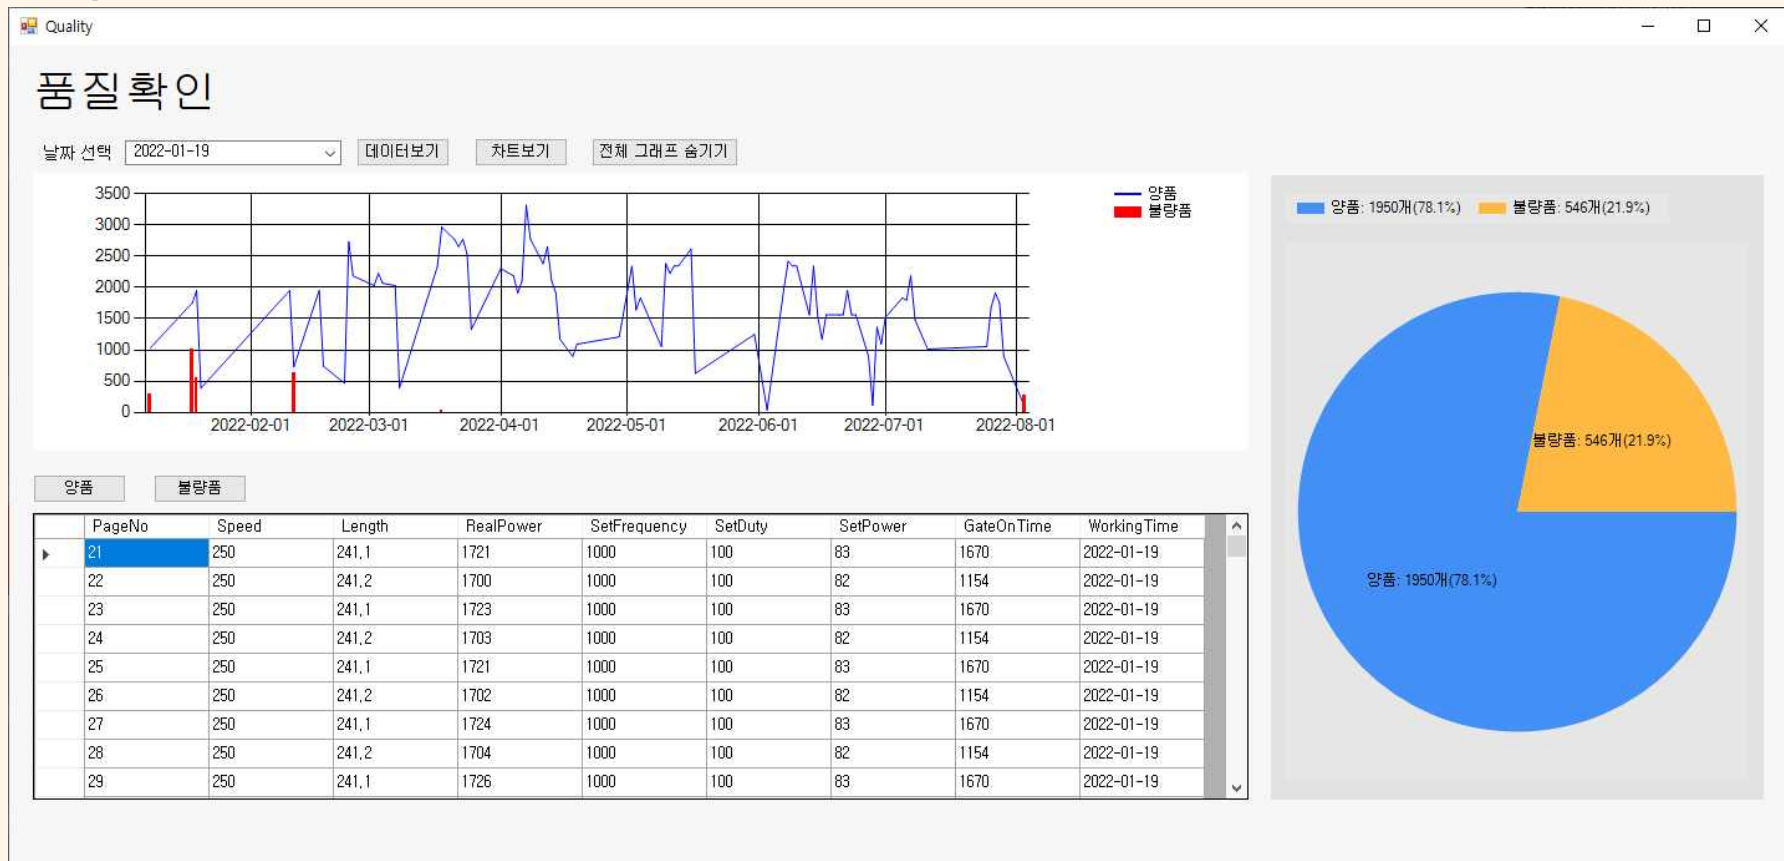 Quality
품질확인
날짜 선택 2022-01-19 데이터보기 차트보기 전체 그래프 숨기기
3500
3000
2500
2000
1500
1000
500
0
2022-02-01 2022-03-01 2022-04-01 2022-05-01 2022-06-01 2022-07-01 2022-08-01
양품
불량품
양품: 1950개(78.1%) 불량품: 546개(21.9%)
불량품: 546개(21.9%)
양품: 1950개(78.1%)
양품 불량품
PageNo Speed Length RealPower SetFrequency SetDuty SetPower GateOnTime WorkingTime
21 250 241,1 1721 1000 100 83 1670 2022-01-19
22 250 241,2 1700 1000 100 82 1154 2022-01-19
23 250 241,1 1723 1000 100 83 1670 2022-01-19
24 250 241,2 1703 1000 100 82 1154 2022-01-19
25 250 241,1 1721 1000 100 83 1670 2022-01-19
26 250 241,2 1702 1000 100 82 1154 2022-01-19
27 250 241,1 1724 1000 100 83 1670 2022-01-19
28 250 241,2 1704 1000 100 82 1154 2022-01-19
29 250 241,1 1726 1000 100 83 1670 2022-01-19